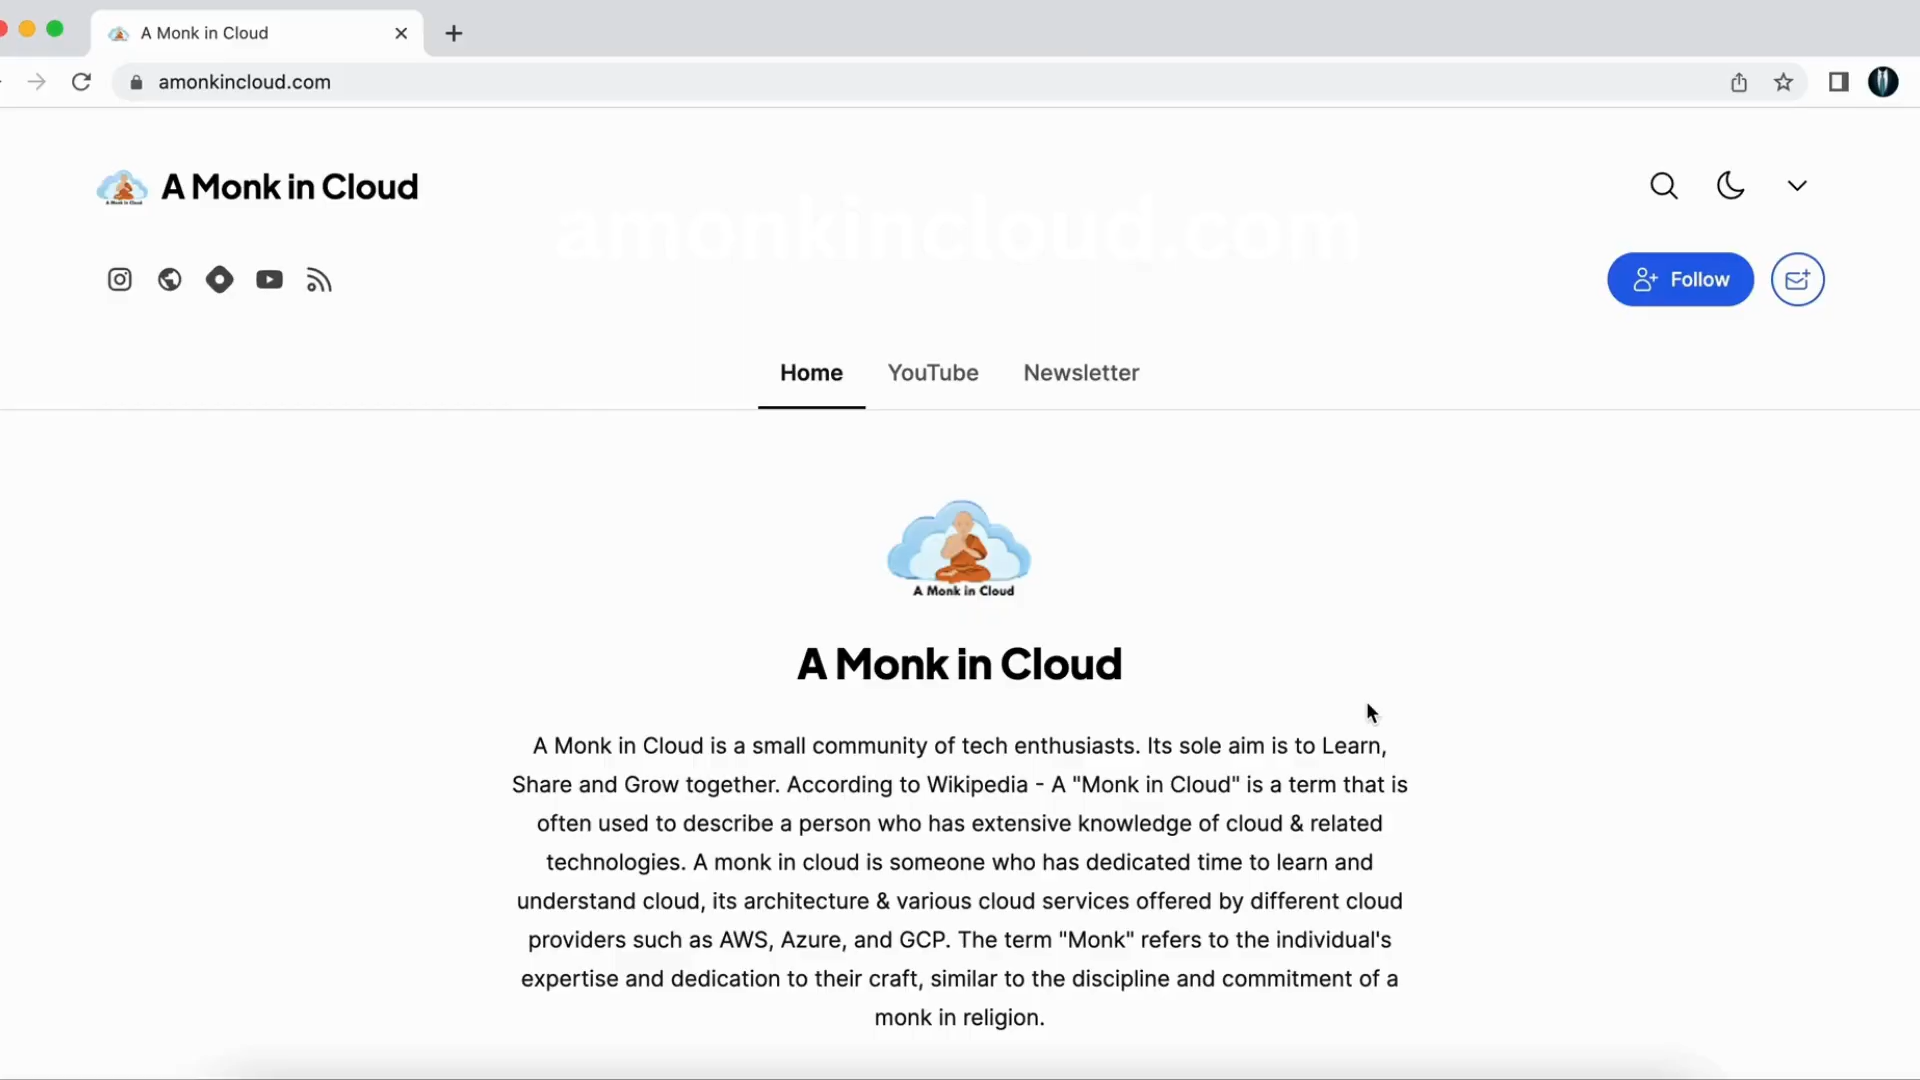 A Monk in Cloud
amonkincloud.com
A Monk in Cloud
amonkincloud.com
Follow
Home YouTube Newsletter
A Monk in Cloud
A Monk in Cloud
A Monk in Cloud is a small community of tech enthusiasts. Its sole aim is to Learn,
Share and Grow together. According to Wikipedia - A "Monk in Cloud" is a term that is
often used to describe a person who has extensive knowledge of cloud & related
technologies. A monk in cloud is someone who has dedicated time to learn and
understand cloud, its architecture & various cloud services offered by different cloud
providers such as AWS, Azure, and GCP. The term "Monk" refers to the individual's
expertise and dedication to their craft, similar to the discipline and commitment of a
monk in religion.